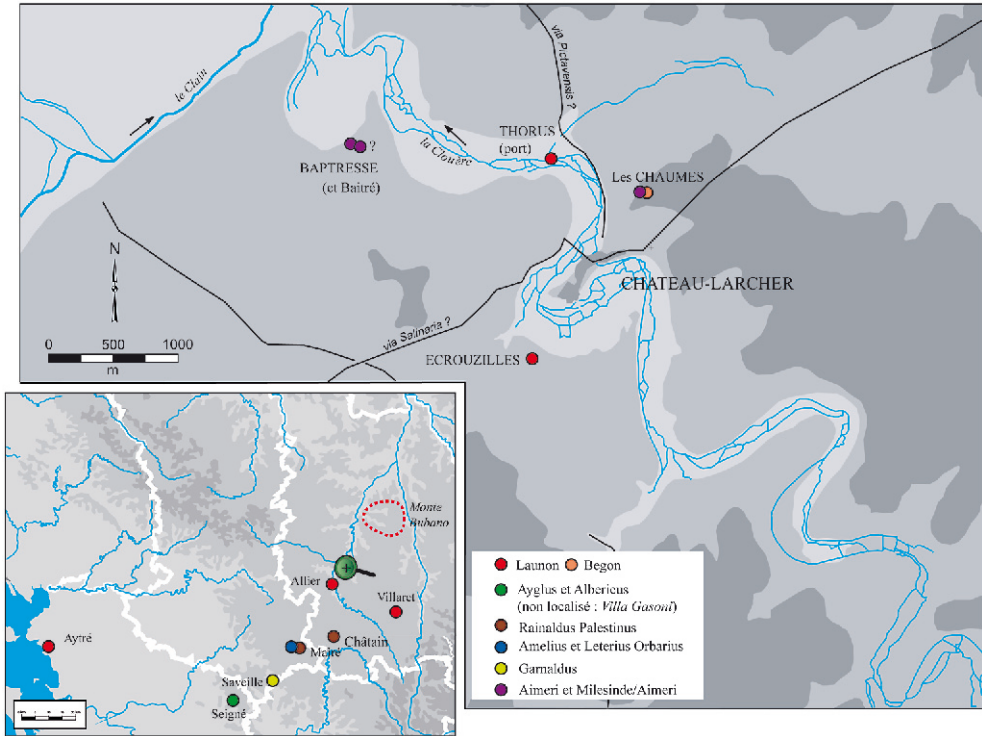 le Clain
via Pictavensis ?
THORUS
(port)
la Clouère
?
BAPTRESSE
(et Baitré)
Les CHAUMES
N
CHATEAU-LARCHER
via Salineria ?
0 500 1000
m
ECROUZILLES
Monte
Bubano
Allier
Villaret
Aytré
Châtain
Mairé
Saveille
Seigné
Launon
Begon
Ayglus et Albericus
(non localisé : Villa Gasoni)
Rainaldus Palestinus
Amelius et Leterius Orbarius
Garnaldus
Aimeri et Milesinde/Aimeri